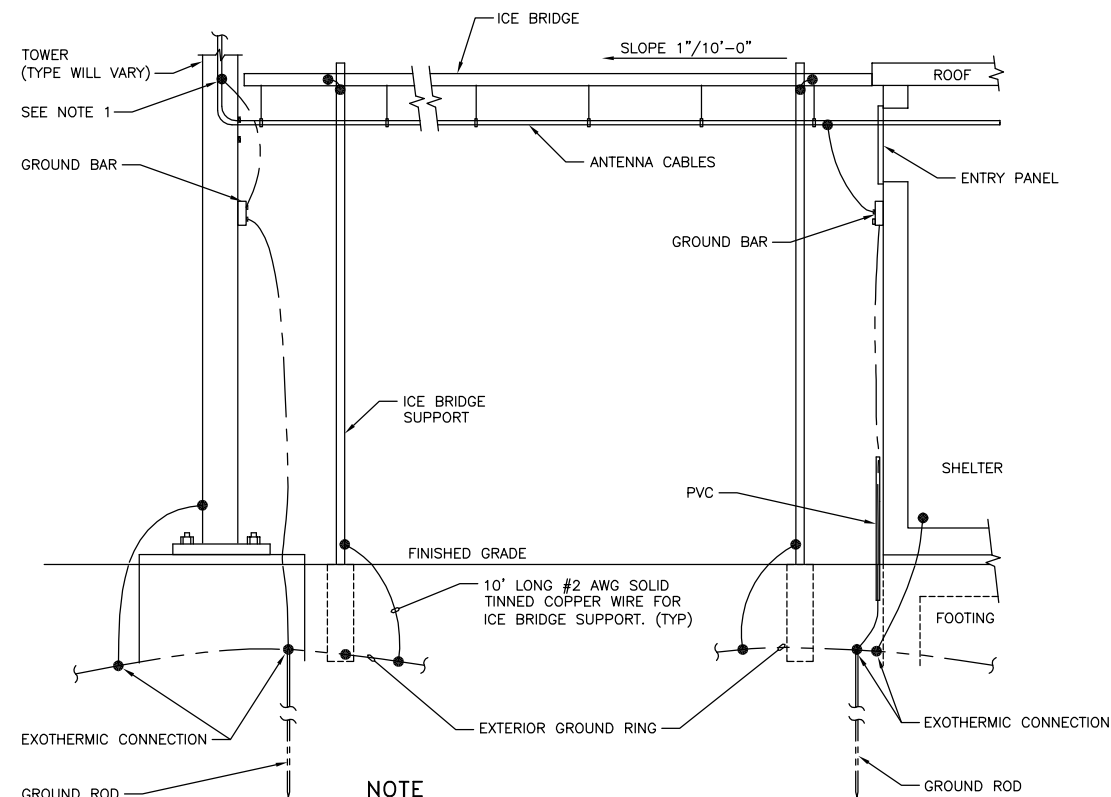 ICE BRIDGE
TOWER
(TYPE WILL VARY)
SLOPE 1"/10'-0"
ROOF
SEE NOTE 1
ANTENNA CABLES
GROUND BAR
ENTRY PANEL
GROUND BAR
ICE BRIDGE
SUPPORT
SHELTER
PVC
FINISHED GRADE
10' LONG #2 AWG SOLID
TINNED COPPER WIRE FOR
ICE BRIDGE SUPPORT. (TYP)
FOOTING
EXTERIOR GROUND RING
EXOTHERMIC CONNECTION
EXOTHERMIC CONNECTION
GROUND ROD
GROUND ROD
NOTE